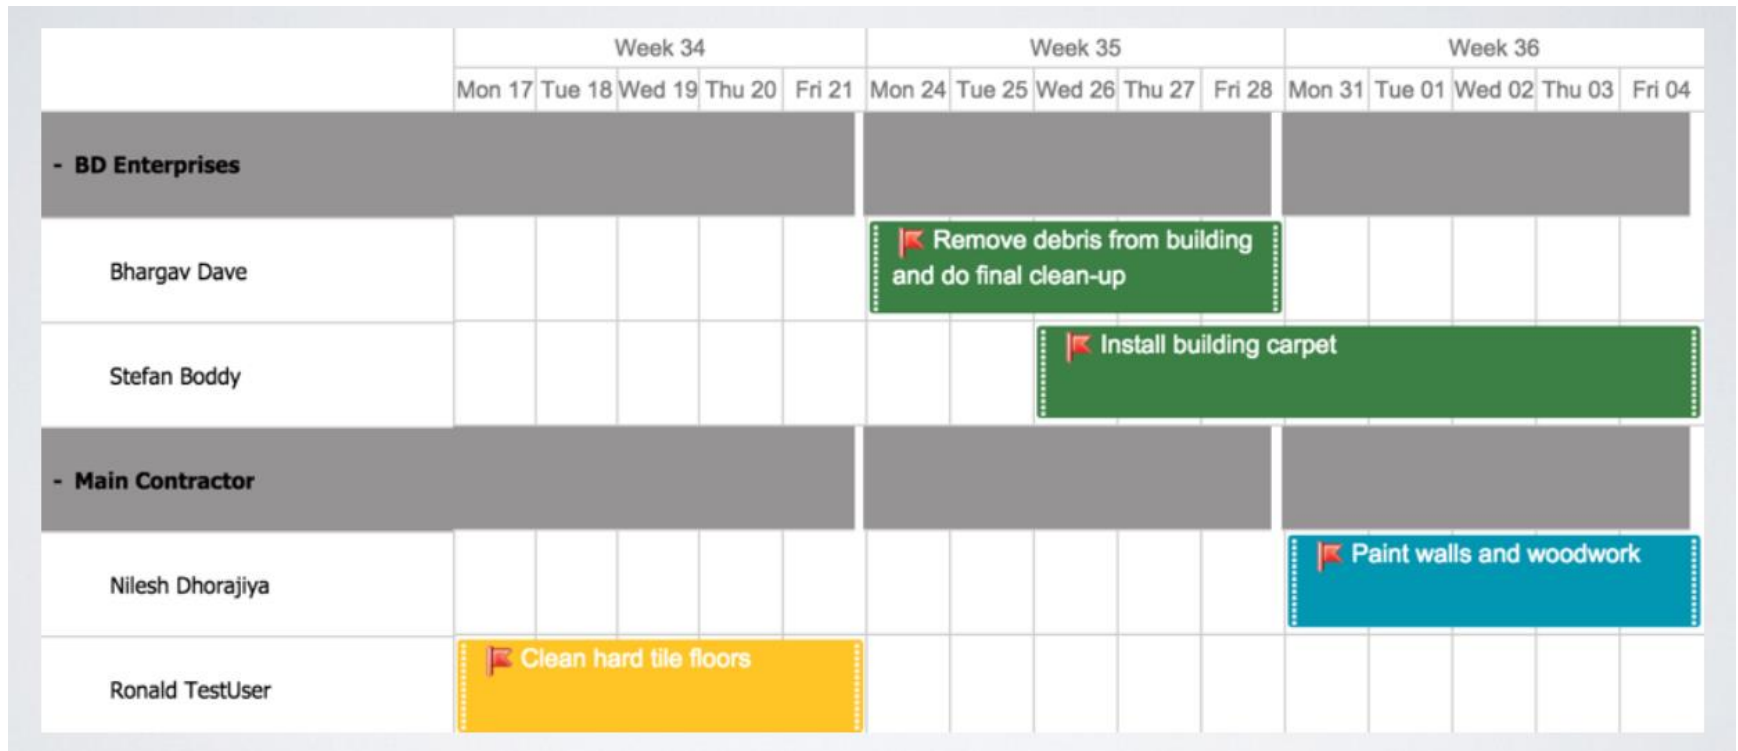 Week 34 Week 35 Week 36
Mon 17 Tue 18 Wed 19 Thu 20 Fri 21 Mon 24 Tue 25 Wed 26 Thu 27 Fri 28 Mon 31 Tue 01 Wed 02 Thu 03 Fri 04
- BD Enterprises
Bhargav Dave
Remove debris from building
and do final clean-up
Stefan Boddy
Install building carpet
- Main Contractor
Nilesh Dhorajiya
Paint walls and woodwork
Ronald TestUser
Clean hard tile floors